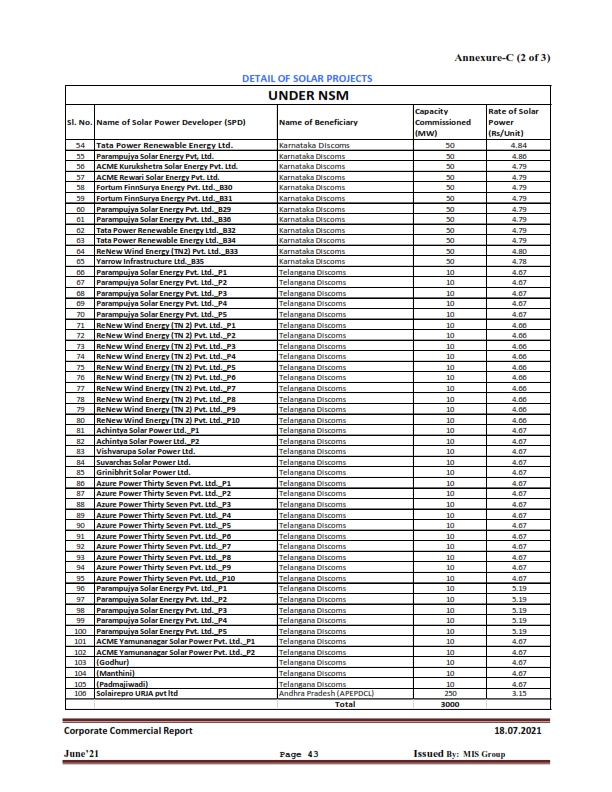 Annexure-C (2 of 3)
DETAIL OF SOLAR PROJECTS
UNDER NSM
Sl. No. Name of Solar Power Developer (SPD) Name of Beneficiary Capacity Commissioned (MW) Rate of Solar Power (Rs/Unit)
54 Tata Power Renewable Energy Ltd. Karnataka Discoms 50 4.84
55 Parampujya Solar Energy Pvt, Ltd. Karnataka Discoms 50 4.86
56 ACME Kurukshetra Solar Energy Pvt. Ltd. Karnataka Discoms 50 4.79
57 ACME Rewari Solar Energy Pvt. Ltd. Karnataka Discoms 50 4.79
58 Fortum FinnSurya Energy Pvt. Ltd._B30 Karnataka Discoms 50 4.79
59 Fortum FinnSurya Energy Pvt. Ltd._B31 Karnataka Discoms 50 4.79
60 Parampujya Solar Energy Pvt. Ltd._B29 Karnataka Discoms 50 4.79
61 Parampujya Solar Energy Pvt. Ltd._B36 Karnataka Discoms 50 4.79
62 Tata Power Renewable Energy Ltd._B32 Karnataka Discoms 50 4.79
63 Tata Power Renewable Energy Ltd._B34 Karnataka Discoms 50 4.79
64 ReNew Wind Energy (TN2) Pvt. Ltd._B33 Karnataka Discoms 50 4.80
65 Yarrow Infrastructure Ltd._B35 Karnataka Discoms 50 4.78
66 Parampujya Solar Energy Pvt. Ltd._P1 Telangana Discoms 10 4.67
67 Parampujya Solar Energy Pvt. Ltd._P2 Telangana Discoms 10 4.67
68 Parampujya Solar Energy Pvt. Ltd._P3 Telangana Discoms 10 4.67
69 Parampujya Solar Energy Pvt. Ltd._P4 Telangana Discoms 10 4.67
70 Parampujya Solar Energy Pvt. Ltd._P5 Telangana Discoms 10 4.67
71 ReNew Wind Energy (TN 2) Pvt. Ltd._P1 Telangana Discoms 10 4.66
72 ReNew Wind Energy (TN 2) Pvt. Ltd._P2 Telangana Discoms 10 4.66
73 ReNew Wind Energy (TN 2) Pvt. Ltd._P3 Telangana Discoms 10 4.66
74 ReNew Wind Energy (TN 2) Pvt. Ltd._P4 Telangana Discoms 10 4.66
75 ReNew Wind Energy (TN 2) Pvt. Ltd._P5 Telangana Discoms 10 4.66
76 ReNew Wind Energy (TN 2) Pvt. Ltd._P6 Telangana Discoms 10 4.66
77 ReNew Wind Energy (TN 2) Pvt. Ltd._P7 Telangana Discoms 10 4.66
78 ReNew Wind Energy (TN 2) Pvt. Ltd._P8 Telangana Discoms 10 4.66
79 ReNew Wind Energy (TN 2) Pvt. Ltd._P9 Telangana Discoms 10 4.66
80 ReNew Wind Energy (TN 2) Pvt. Ltd._P10 Telangana Discoms 10 4.66
81 Achintya Solar Power Ltd._P1 Telangana Discoms 10 4.67
82 Achintya Solar Power Ltd._P2 Telangana Discoms 10 4.67
83 Vishvarupa Solar Power Ltd. Telangana Discoms 10 4.67
84 Suvarchas Solar Power Ltd. Telangana Discoms 10 4.67
85 Grinibhrit Solar Power Ltd. Telangana Discoms 10 4.67
86 Azure Power Thirty Seven Pvt. Ltd._P1 Telangana Discoms 10 4.67
87 Azure Power Thirty Seven Pvt. Ltd._P2 Telangana Discoms 10 4.67
88 Azure Power Thirty Seven Pvt. Ltd._P3 Telangana Discoms 10 4.67
89 Azure Power Thirty Seven Pvt. Ltd._P4 Telangana Discoms 10 4.67
90 Azure Power Thirty Seven Pvt. Ltd._P5 Telangana Discoms 10 4.67
91 Azure Power Thirty Seven Pvt. Ltd._P6 Telangana Discoms 10 4.67
92 Azure Power Thirty Seven Pvt. Ltd._P7 Telangana Discoms 10 4.67
93 Azure Power Thirty Seven Pvt. Ltd._P8 Telangana Discoms 10 4.67
94 Azure Power Thirty Seven Pvt. Ltd._P9 Telangana Discoms 10 4.67
95 Azure Power Thirty Seven Pvt. Ltd._P10 Telangana Discoms 10 4.67
96 Parampujya Solar Energy Pvt. Ltd._P1 Telangana Discoms 10 5.19
97 Parampujya Solar Energy Pvt. Ltd._P2 Telangana Discoms 10 5.19
98 Parampujya Solar Energy Pvt. Ltd._P3 Telangana Discoms 10 5.19
99 Parampujya Solar Energy Pvt. Ltd._P4 Telangana Discoms 10 5.19
100 Parampujya Solar Energy Pvt. Ltd._P5 Telangana Discoms 10 5.19
101 ACME Yamunanagar Solar Power Pvt. Ltd._P1 Telangana Discoms 10 4.67
102 ACME Yamunanagar Solar Power Pvt. Ltd._P2 Telangana Discoms 10 4.67
103 (Godhur) Telangana Discoms 10 4.67
104 (Manthini) Telangana Discoms 10 4.67
105 (Padmajiwadi) Telangana Discoms 10 4.67
106 Solairepro URJA pvt ltd Andhra Pradesh (APEPDCL) 250 3.15
Total 3000
Corporate Commercial Report 18.07.2021
June'21 Page 43 Issued By: MIS Group